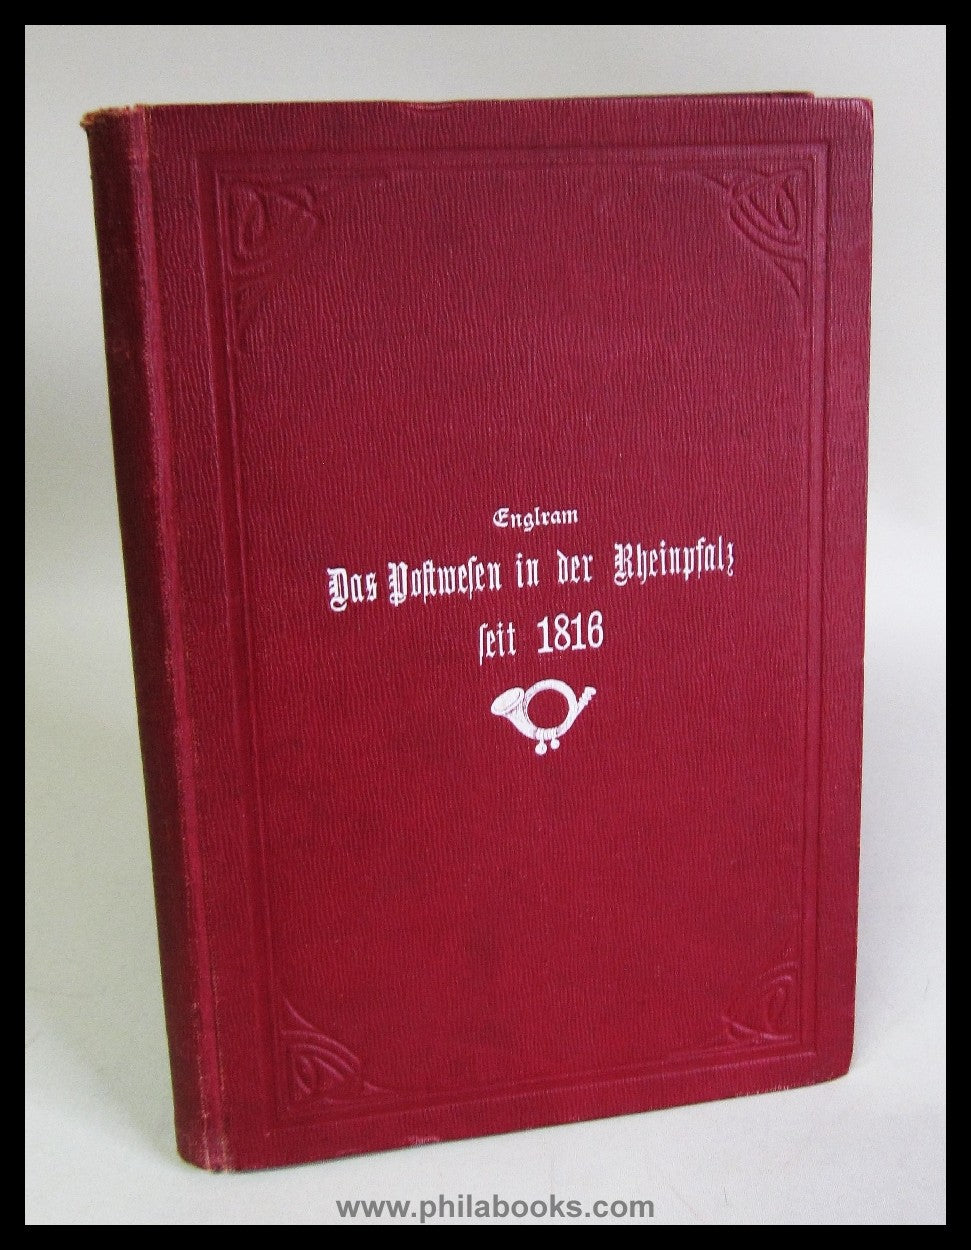 Englram
Das Poſtweſen in der Rheinpfalz
ſeit 1816
www.philabooks.com